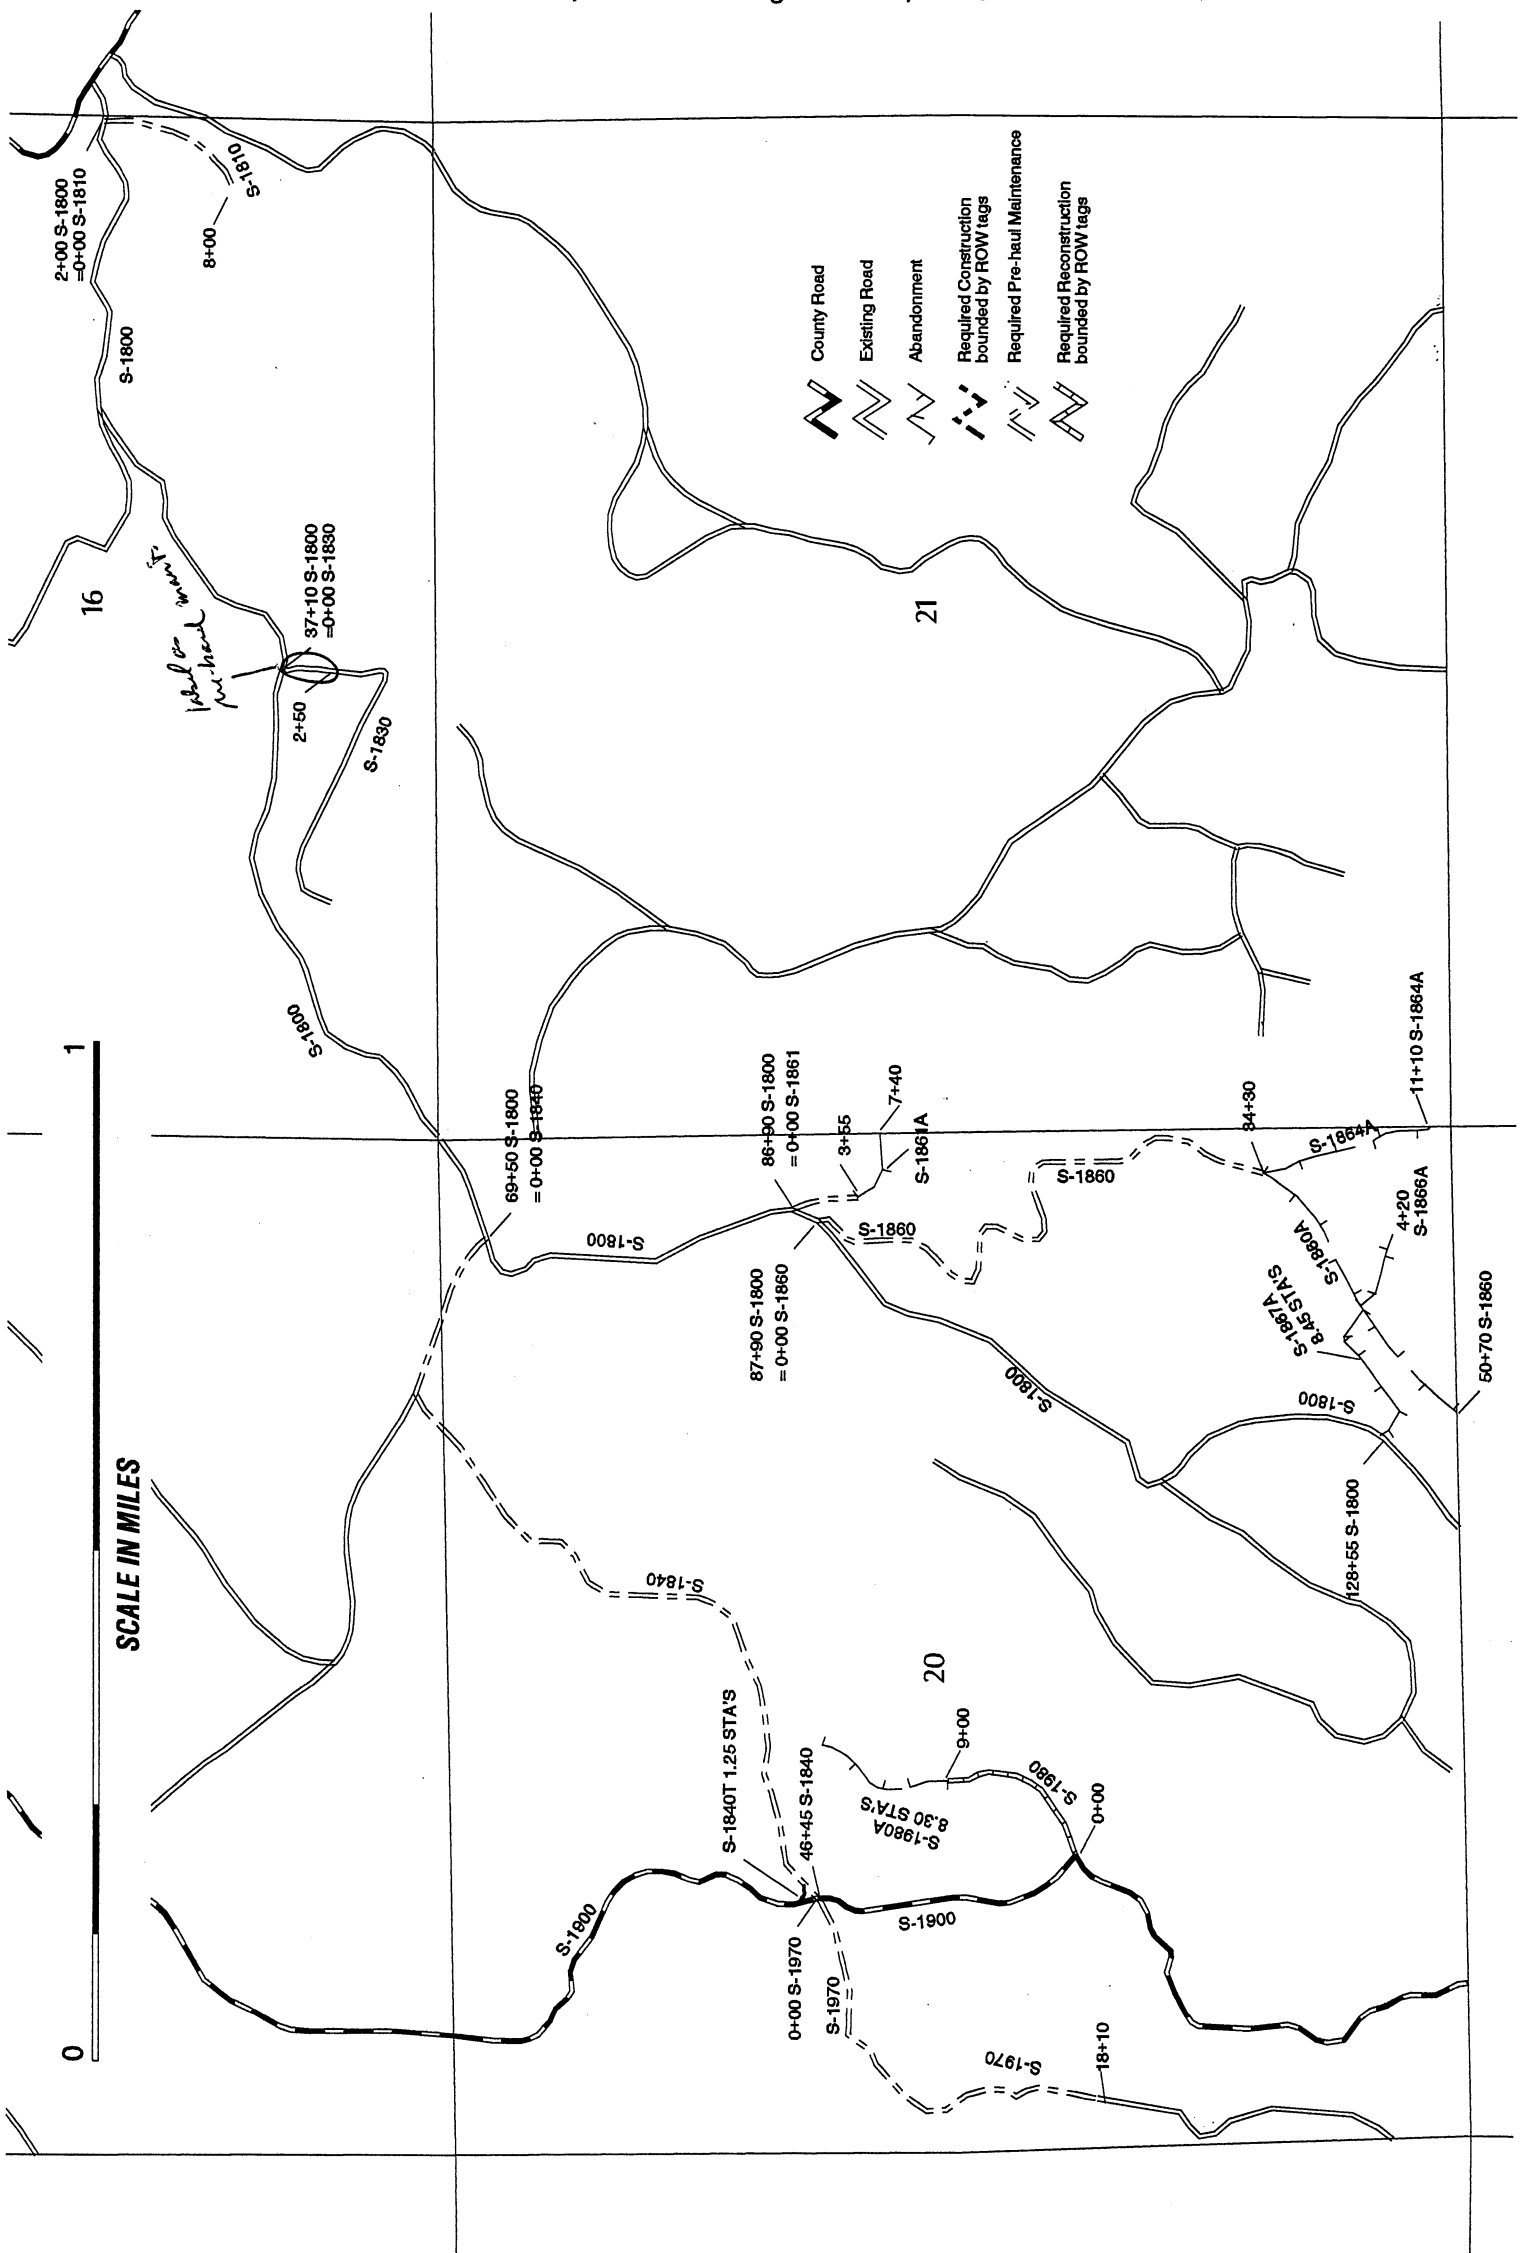 2+00 S-1800
=0+00 S-1810
S-1810
8+00
S-1800
16
label as
pre-haul maint.
37+10 S-1800
=0+00 S-1830
2+50
S-1830
County Road
Existing Road
Abandonment
Required Construction
bounded by ROW tags
Required Pre-haul Maintenance
Required Reconstruction
bounded by ROW tags
21
S-1800
1
SCALE IN MILES
0
69+50 S-1800
= 0+00 S-1840
S-1800
86+90 S-1800
= 0+00 S-1861
3+55
7+40
S-1861A
87+90 S-1800
= 0+00 S-1860
S-1860
S-1860
34+30
S-1864A
11+10 S-1864A
S-1860A
4+20
S-1866A
S-1867A
8.45 STA'S
50+70 S-1860
S-1800
S-1800
128+55 S-1800
S-1840
20
S-1840T 1.25 STA'S
46+45 S-1840
9+00
S-1980A
8.30 STA'S
S-1980
0+00
S-1900
S-1900
0+00 S-1970
S-1970
S-1970
18+10